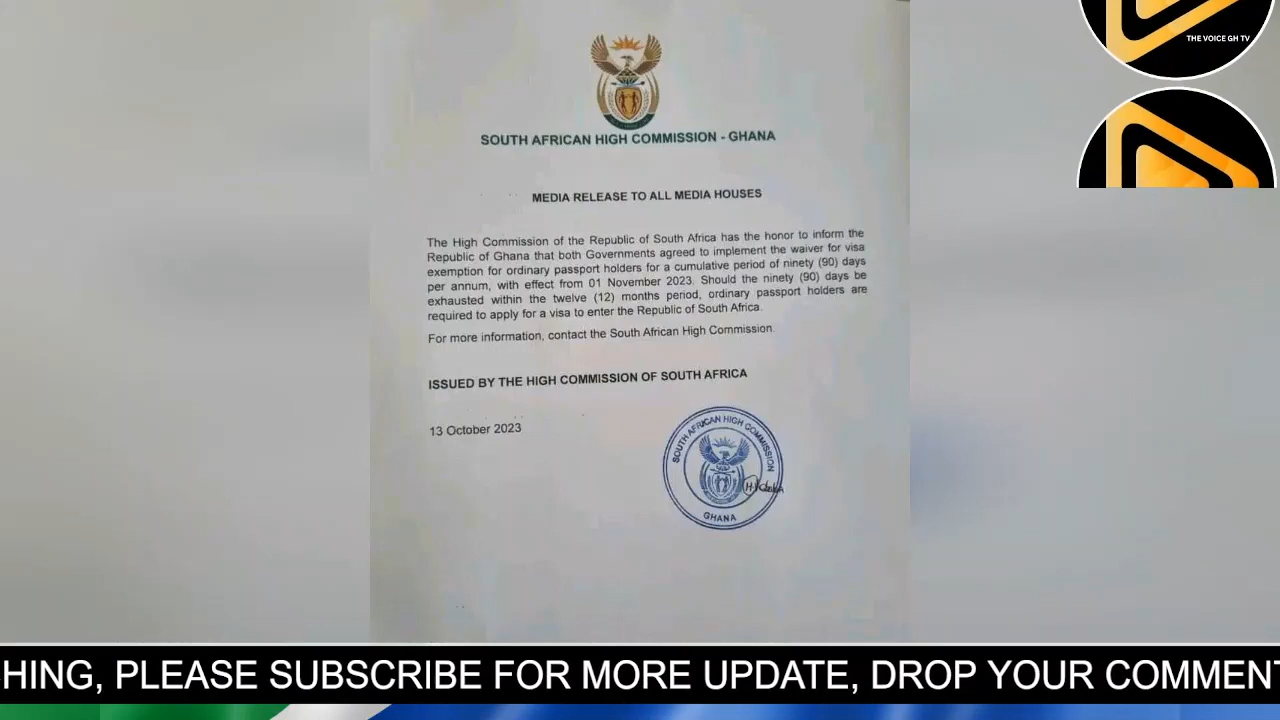 THE VOICE GH TV
SOUTH AFRICAN HIGH COMMISSION - GHANA
MEDIA RELEASE TO ALL MEDIA HOUSES
The High Commission of the Republic of South Africa has the honor to inform the
Republic of Ghana that both Governments agreed to implement the waiver for visa
exemption for ordinary passport holders for a cumulative period of ninety (90) days
per annum, with effect from 01 November 2023. Should the ninety (90) days be
exhausted within the twelve (12) months period, ordinary passport holders are
required to apply for a visa to enter the Republic of South Africa.
For more information, contact the South African High Commission.
ISSUED BY THE HIGH COMMISSION OF SOUTH AFRICA
13 October 2023
SOUTH AFRICAN HIGH COMMISSION
GHANA
HING, PLEASE SUBSCRIBE FOR MORE UPDATE, DROP YOUR COMMEN